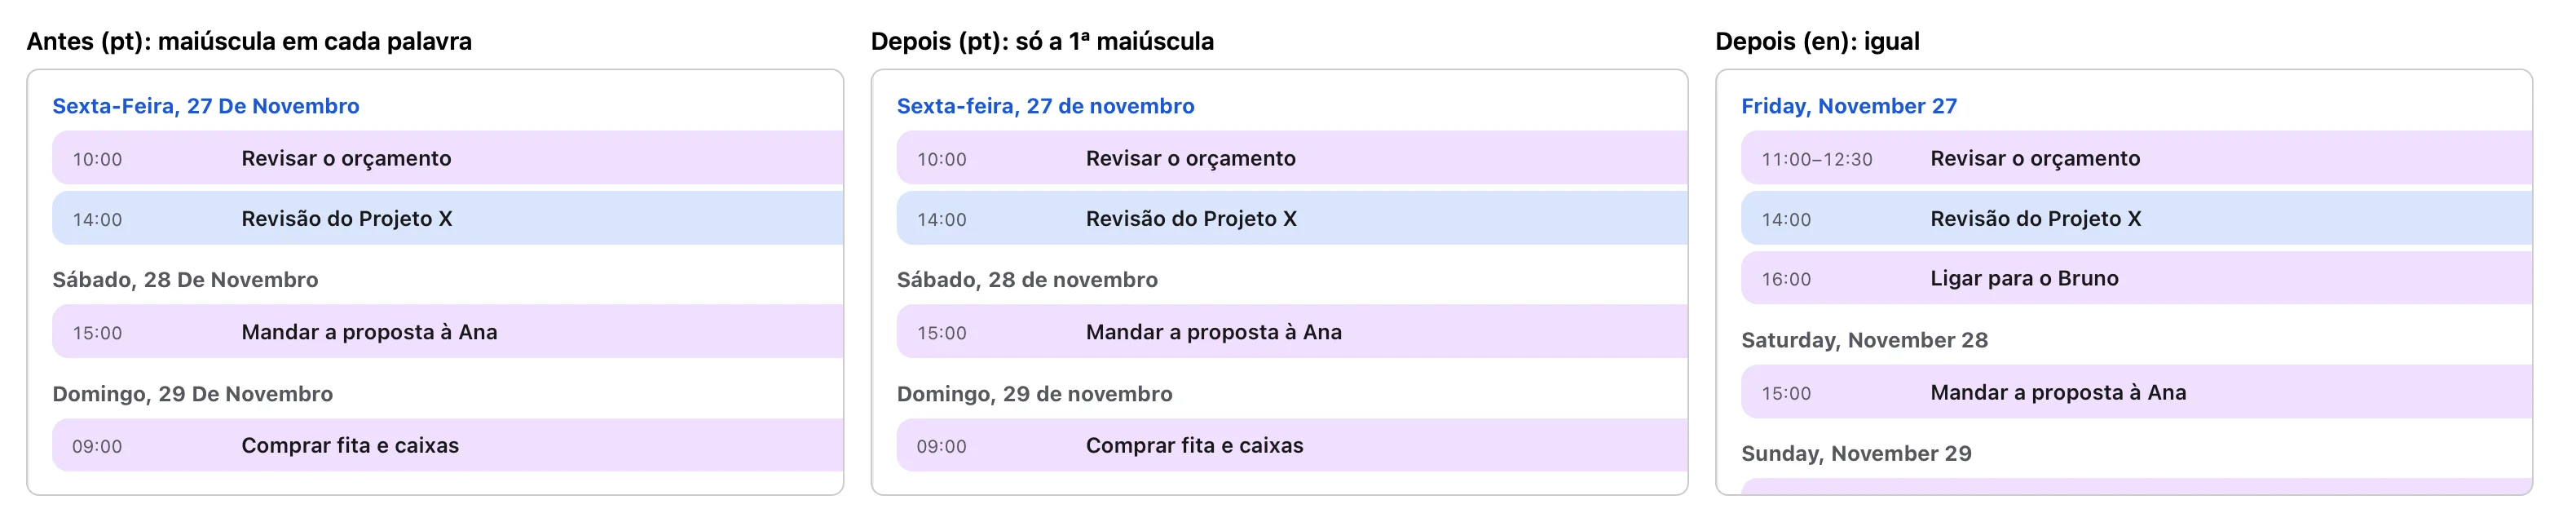 Antes (pt): maiúscula em cada palavra
Sexta-Feira, 27 De Novembro
10:00 Revisar o orçamento
14:00 Revisão do Projeto X
Sábado, 28 De Novembro
15:00 Mandar a proposta à Ana
Domingo, 29 De Novembro
09:00 Comprar fita e caixas
Depois (pt): só a 1ª maiúscula
Sexta-feira, 27 de novembro
10:00 Revisar o orçamento
14:00 Revisão do Projeto X
Sábado, 28 de novembro
15:00 Mandar a proposta à Ana
Domingo, 29 de novembro
09:00 Comprar fita e caixas
Depois (en): igual
Friday, November 27
11:00–12:30 Revisar o orçamento
14:00 Revisão do Projeto X
16:00 Ligar para o Bruno
Saturday, November 28
15:00 Mandar a proposta à Ana
Sunday, November 29